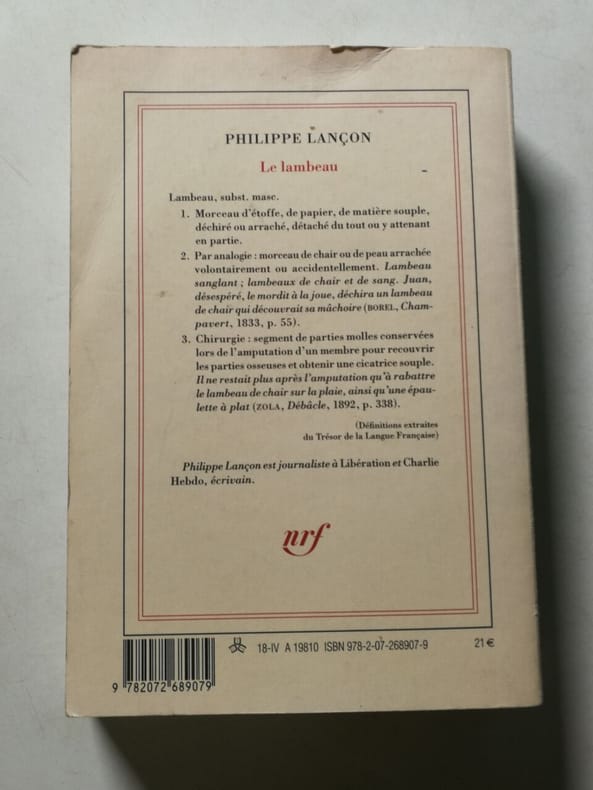 PHILIPPE LANÇON
Le lambeau
Lambeau, subst. masc.
1. Morceau d'étoffe, de papier, de matière souple,
déchiré ou arraché, détaché du tout ou y attenant
en partie.
2. Par analogie : morceau de chair ou de peau arrachée
volontairement ou accidentellement. Lambeau
sanglant ; lambeaux de chair et de sang. Juan,
désespéré, le mordit à la joue, déchira un lambeau
de chair qui découvrait sa mâchoire (BOREL, Cham-
pavert, 1833, p. 55).
3. Chirurgie : segment de parties molles conservées
lors de l'amputation d'un membre pour recouvrir
les parties osseuses et obtenir une cicatrice souple.
Il ne restait plus après l'amputation qu'à rabattre
le lambeau de chair sur la plaie, ainsi qu'une épau-
lette à plat (ZOLA, Débâcle, 1892, p. 338).
(Définitions extraites
du Trésor de la Langue Française)
Philippe Lançon est journaliste à Libération et Charlie
Hebdo, écrivain.
nrf
18-IV A 19810 ISBN 978-2-07-268907-9 21 €
9 782072 689079